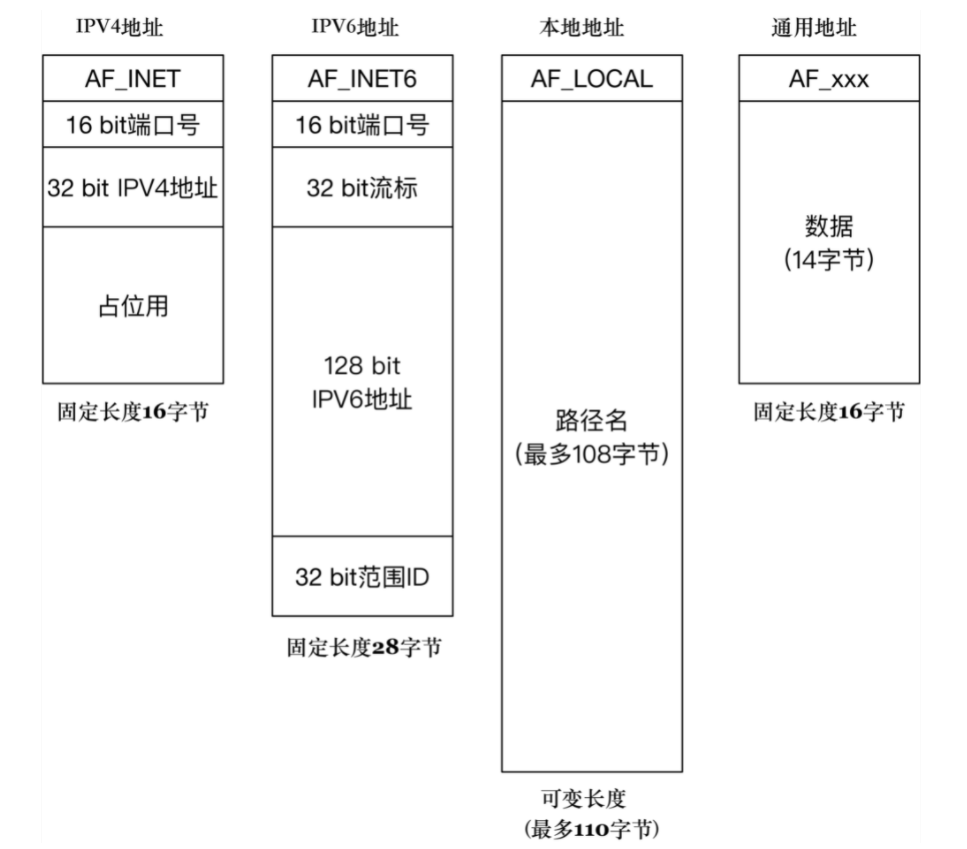 IPV4地址
AF_INET
16 bit端口号
32 bit IPV4地址
占位用
固定长度16字节
IPV6地址
AF_INET6
16 bit端口号
32 bit流标
128 bit
IPV6地址
32 bit范围ID
固定长度28字节
本地地址
AF_LOCAL
路径名
(最多108字节)
可变长度
(最多110字节)
通用地址
AF_xxx
数据
(14字节)
固定长度16字节